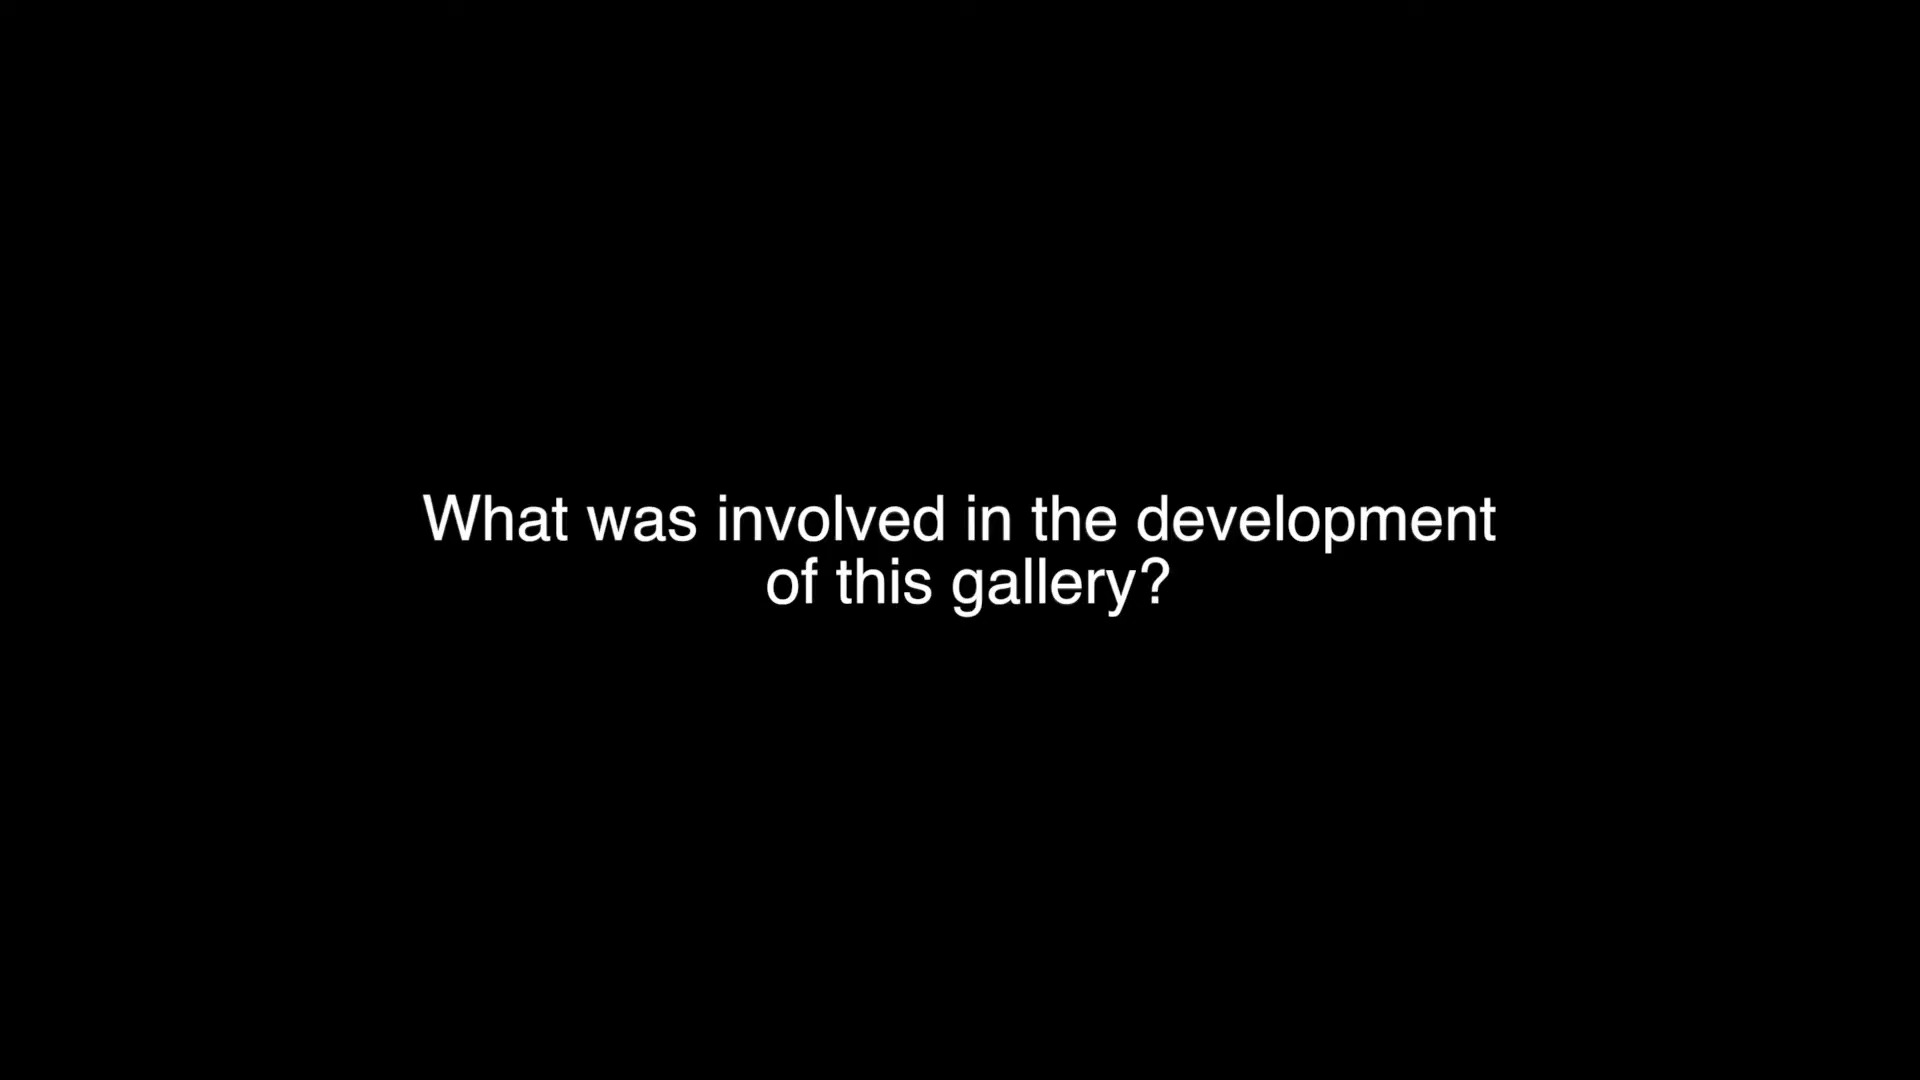 What was involved in the development
of this gallery?